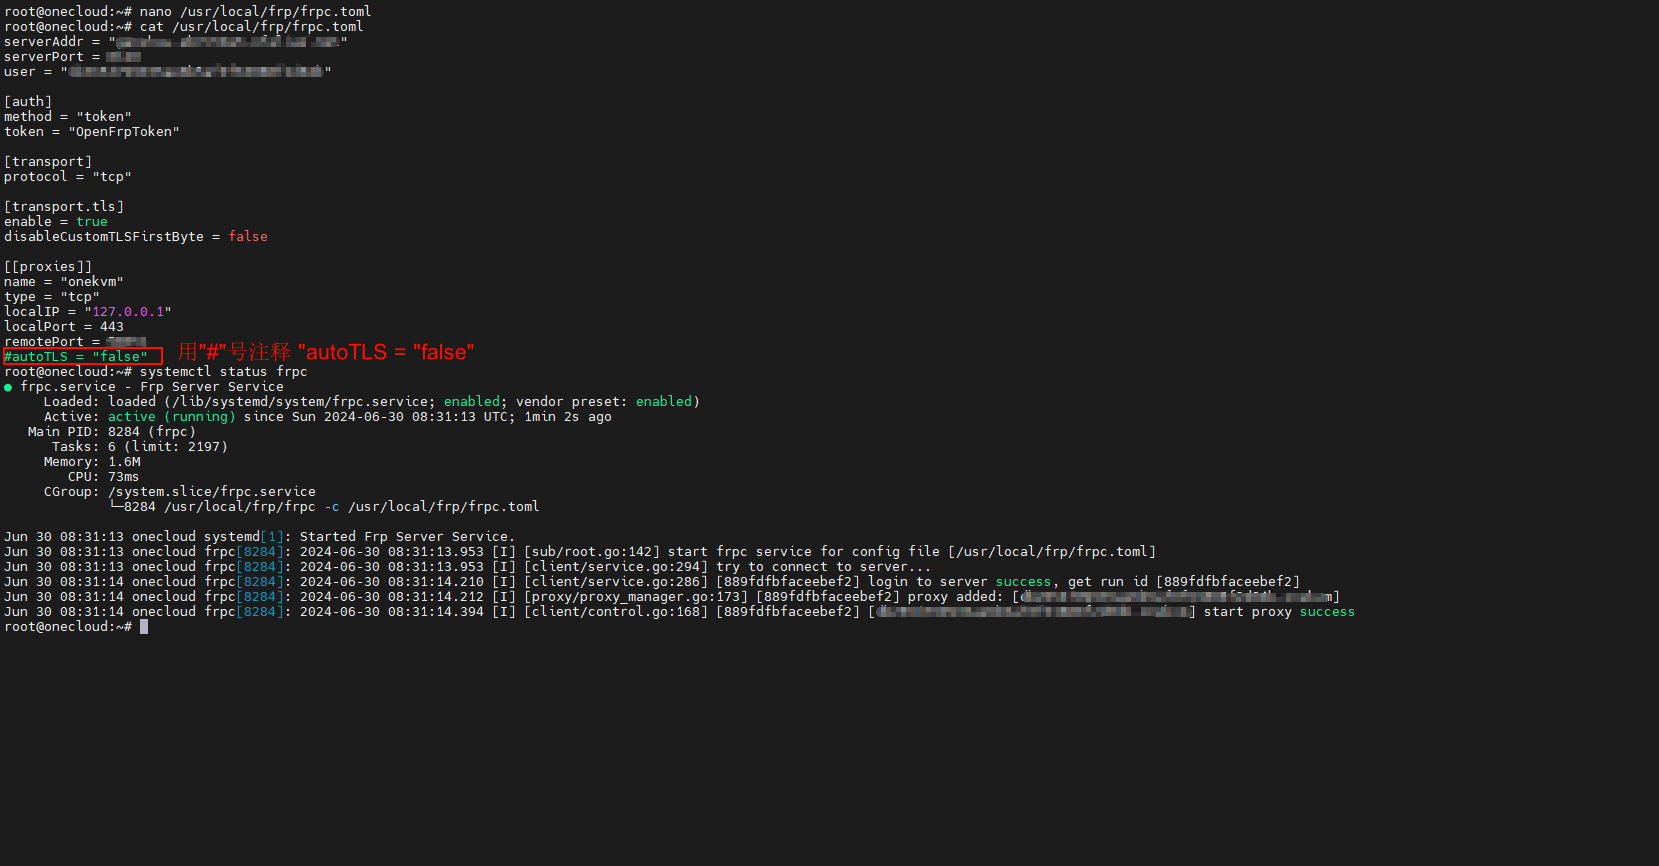 root@onecloud:~# nano /usr/local/frp/frpc.toml
root@onecloud:~# cat /usr/local/frp/frpc.toml
serverAddr = "
serverPort =
user = "
[auth]
method = "token"
token = "OpenFrpToken"
[transport]
protocol = "tcp"
[transport.tls]
enable = true
disableCustomTLSFirstByte = false
[[proxies]]
name = "onekvm"
type = "tcp"
localIP = "127.0.0.1"
localPort = 443
remotePort =
#autoTLS = "false" 用"#"号注释 "autoTLS = "false"
root@onecloud:~# systemctl status frpc
● frpc.service - Frp Server Service
Loaded: loaded (/lib/systemd/system/frpc.service; enabled; vendor preset: enabled)
Active: active (running) since Sun 2024-06-30 08:31:13 UTC; 1min 2s ago
Main PID: 8284 (frpc)
Tasks: 6 (limit: 2197)
Memory: 1.6M
CPU: 73ms
CGroup: /system.slice/frpc.service
└─8284 /usr/local/frp/frpc -c /usr/local/frp/frpc.toml
Jun 30 08:31:13 onecloud systemd[1]: Started Frp Server Service.
Jun 30 08:31:13 onecloud frpc[8284]: 2024-06-30 08:31:13.953 [I] [sub/root.go:142] start frpc service for config file [/usr/local/frp/frpc.toml]
Jun 30 08:31:13 onecloud frpc[8284]: 2024-06-30 08:31:13.953 [I] [client/service.go:294] try to connect to server...
Jun 30 08:31:14 onecloud frpc[8284]: 2024-06-30 08:31:14.210 [I] [client/service.go:286] [889fdfbfaceebef2] login to server success, get run id [889fdfbfaceebef2]
Jun 30 08:31:14 onecloud frpc[8284]: 2024-06-30 08:31:14.212 [I] [proxy/proxy_manager.go:173] [889fdfbfaceebef2] proxy added: [
Jun 30 08:31:14 onecloud frpc[8284]: 2024-06-30 08:31:14.394 [I] [client/control.go:168] [889fdfbfaceebef2] [ ] start proxy success
root@onecloud:~#